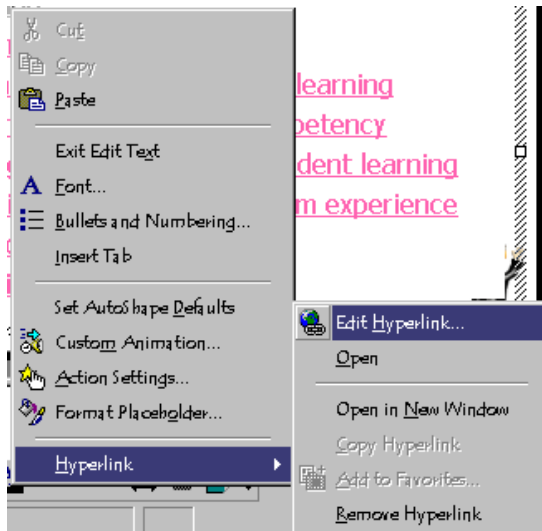 Cut
Copy
Paste
learning
petency
dent learning
m experience
Exit Edit Text
Font...
Bullets and Numbering...
Insert Tab
Set AutoShape Defaults
Custom Animation...
Action Settings...
Format Placeholder...
Hyperlink
Edit Hyperlink...
Open
Open in New Window
Copy Hyperlink
Add to Favorites...
Remove Hyperlink